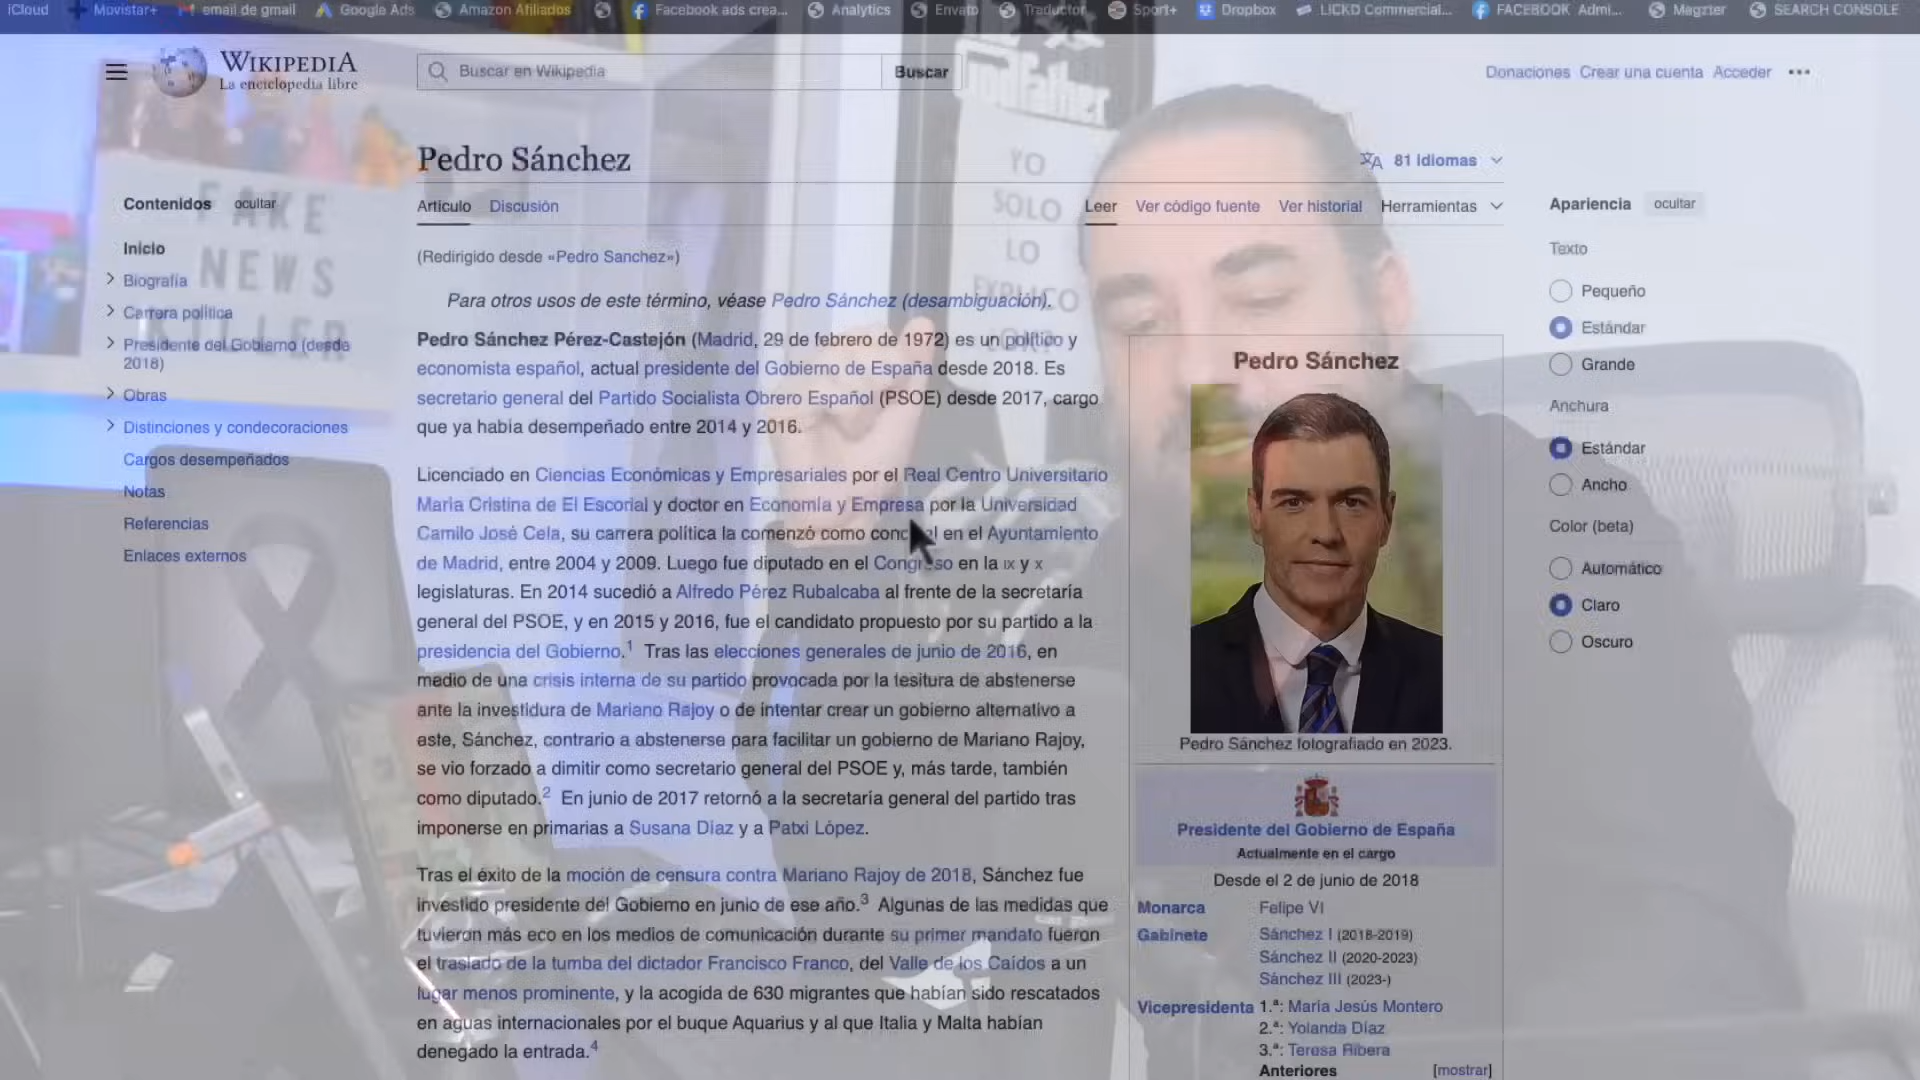 iCloud
Movistar+
email de gmail
Google Ads
Amazon Afiliados
Facebook ads crea...
Analytics
Envato
Traductor
Sport+
Dropbox
LICKD Commercial...
FACEBOOK Admi...
Magzter
SEARCH CONSOLE
WIKIPEDIA
La enciclopedia libre
Buscar en Wikipedia
Buscar
Donaciones Crear una cuenta Acceder
Godfather
YO
SOLO
LO
EXPLICO
FAKE
NEWS
KILLER
Pedro Sánchez
81 idiomas
Artículo Discusión
Leer Ver código fuente Ver historial Herramientas
Contenidos ocultar
Inicio
Biografía
Carrera política
Presidente del Gobierno (desde
2018)
Obras
Distinciones y condecoraciones
Cargos desempeñados
Notas
Referencias
Enlaces externos
(Redirigido desde «Pedro Sanchez»)
Para otros usos de este término, véase Pedro Sánchez (desambiguación).
Pedro Sánchez Pérez-Castejón (Madrid, 29 de febrero de 1972) es un político y
economista español, actual presidente del Gobierno de España desde 2018. Es
secretario general del Partido Socialista Obrero Español (PSOE) desde 2017, cargo
que ya había desempeñado entre 2014 y 2016.
Licenciado en Ciencias Económicas y Empresariales por el Real Centro Universitario
María Cristina de El Escorial y doctor en Economía y Empresa por la Universidad
Camilo José Cela, su carrera política la comenzó como concejal en el Ayuntamiento
de Madrid, entre 2004 y 2009. Luego fue diputado en el Congreso en la IX y X
legislaturas. En 2014 sucedió a Alfredo Pérez Rubalcaba al frente de la secretaría
general del PSOE, y en 2015 y 2016, fue el candidato propuesto por su partido a la
presidencia del Gobierno.1 Tras las elecciones generales de junio de 2016, en
medio de una crisis interna de su partido provocada por la tesitura de abstenerse
ante la investidura de Mariano Rajoy o de intentar crear un gobierno alternativo a
este, Sánchez, contrario a abstenerse para facilitar un gobierno de Mariano Rajoy,
se vio forzado a dimitir como secretario general del PSOE y, más tarde, también
como diputado.2 En junio de 2017 retornó a la secretaría general del partido tras
imponerse en primarias a Susana Díaz y a Patxi López.
Tras el éxito de la moción de censura contra Mariano Rajoy de 2018, Sánchez fue
investido presidente del Gobierno en junio de ese año.3 Algunas de las medidas que
tuvieron más eco en los medios de comunicación durante su primer mandato fueron
el traslado de la tumba del dictador Francisco Franco, del Valle de los Caídos a un
lugar menos prominente, y la acogida de 630 migrantes que habían sido rescatados
en aguas internacionales por el buque Aquarius y al que Italia y Malta habían
denegado la entrada.4
Pedro Sánchez
Pedro Sánchez fotografiado en 2023.
Presidente del Gobierno de España
Actualmente en el cargo
Desde el 2 de junio de 2018
Monarca Felipe VI
Gabinete Sánchez I (2018-2019)
Sánchez II (2020-2023)
Sánchez III (2023-)
Vicepresidenta 1.ª: María Jesús Montero
2.ª: Yolanda Díaz
3.ª: Teresa Ribera
Anteriores [mostrar]
Apariencia ocultar
Texto
Pequeño
Estándar
Grande
Anchura
Estándar
Ancho
Color (beta)
Automático
Claro
Oscuro